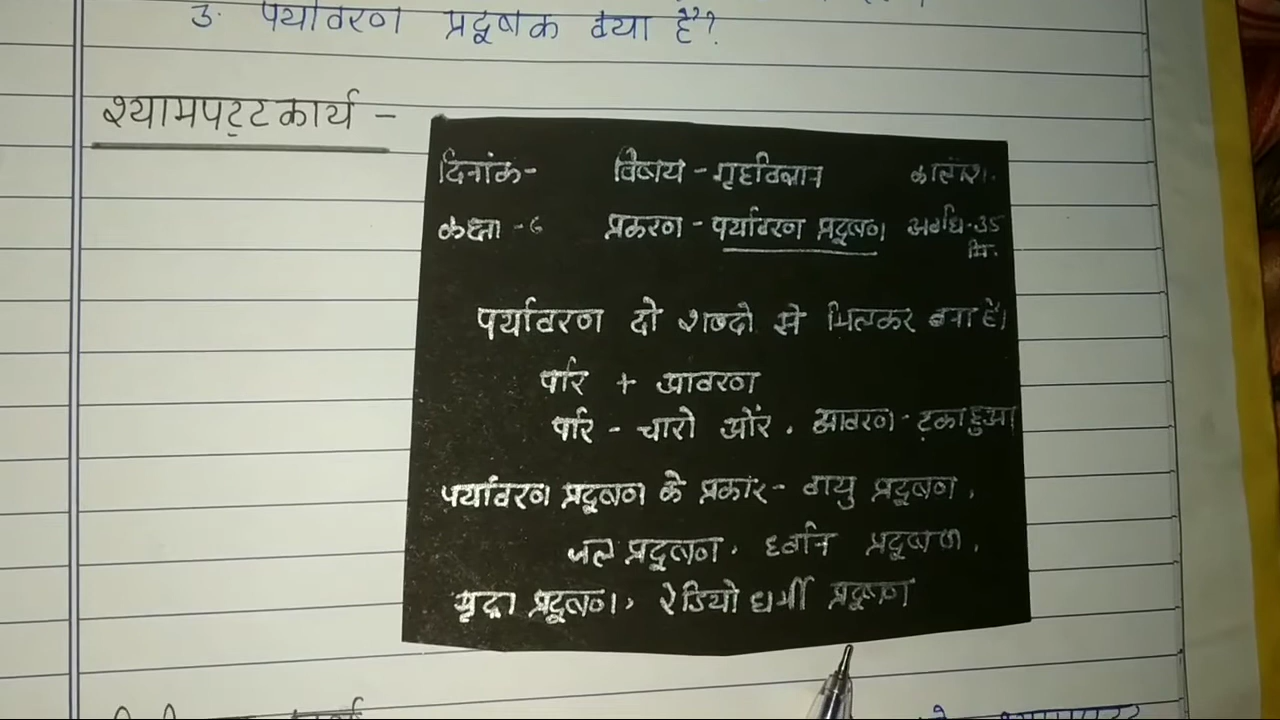 3. पर्यावरण प्रदूषक क्या है?
श्यामपट्ट कार्य -
दिनांक- विषय - गृहविज्ञान कालांश.
कक्षा - 6 प्रकरण - पर्यावरण प्रदूषण अवधि-35 मि.
पर्यावरण दो शब्दो से मिलकर बना है।
परि + आवरण
परि - चारो ओर, आवरण - ढका हुआ।
पर्यावरण प्रदूषण के प्रकार - वायु प्रदूषण,
जल प्रदूषण, ध्वनि प्रदूषण,
मृदा प्रदूषण, रेडियो धर्मी प्रदूषण